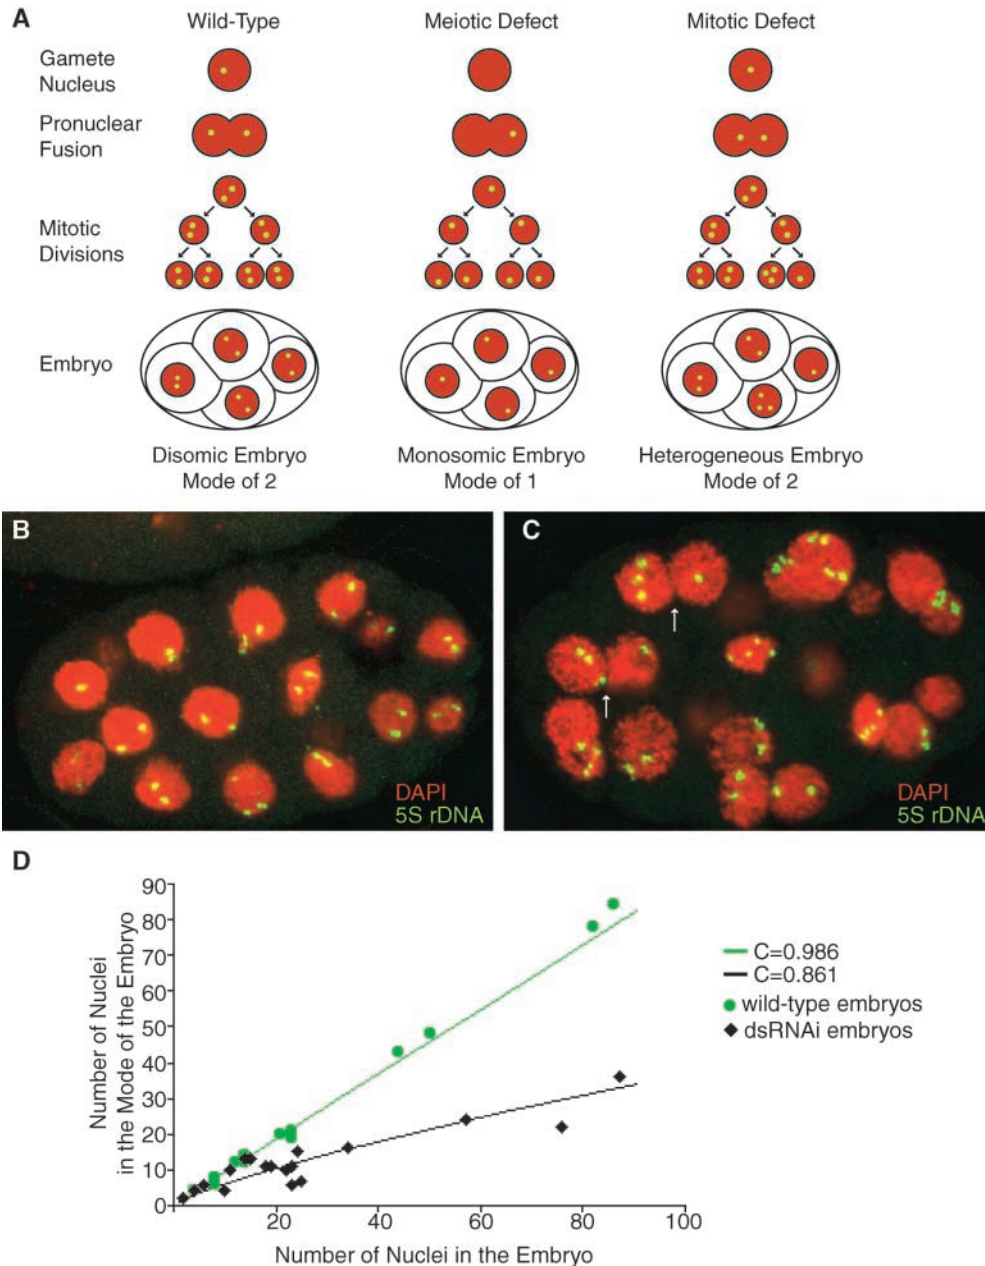 A
Wild-Type
Meiotic Defect
Mitotic Defect
Gamete
Nucleus
Pronuclear
Fusion
Mitotic
Divisions
Embryo
Disomic Embryo
Mode of 2
Monosomic Embryo
Mode of 1
Heterogeneous Embryo
Mode of 2
B
DAPI
5S rDNA
C
DAPI
5S rDNA
D
Number of Nuclei
in the Mode of the Embryo
90
80
70
60
50
40
30
20
10
0
20
40
60
80
100
Number of Nuclei in the Embryo
C=0.986
C=0.861
wild-type embryos
dsRNAi embryos